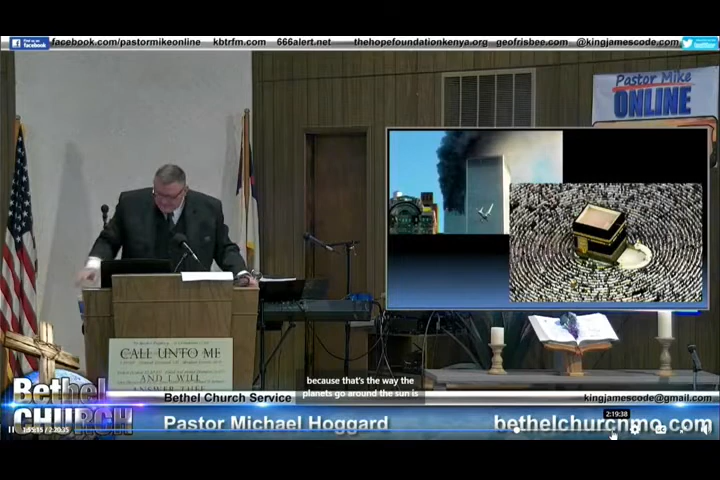 facebook.com/pastormikeonline kbtrfm.com 666alert.net thehopefoundationkenya.org geofrisbee.com @kingjamescode.com
Pastor Mike
ONLINE
CALL UNTO ME
AND I WILL
ANSWER THEE
because that's the way the
planets go around the sun is
Bethel Church Service
kingjamescode@gmail.com
Bethel
CHURCH
Pastor Michael Hoggard
bethelchurchmo.com
2:19:38